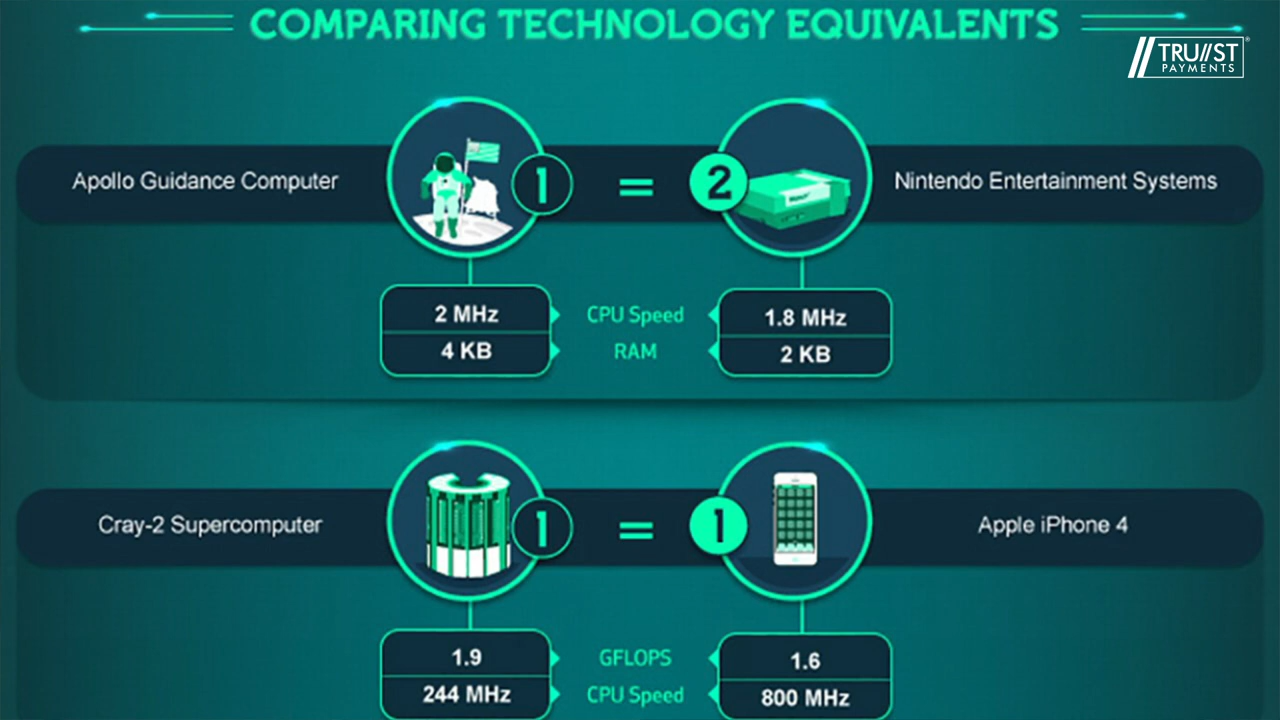 COMPARING TECHNOLOGY EQUIVALENTS
TRU//ST®
PAYMENTS
Apollo Guidance Computer
1 = 2
Nintendo Entertainment Systems
2 MHz CPU Speed 1.8 MHz
4 KB RAM 2 KB
Cray-2 Supercomputer
1 = 1
Apple iPhone 4
1.9 GFLOPS 1.6
244 MHz CPU Speed 800 MHz